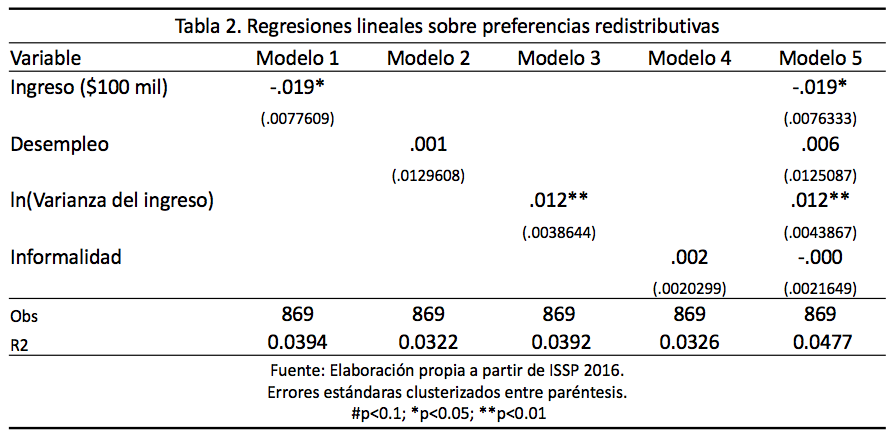 Tabla 2. Regresiones lineales sobre preferencias redistributivas
Variable Modelo 1 Modelo 2 Modelo 3 Modelo 4 Modelo 5
Ingreso ($100 mil) -.019* -.019*
(.0077609) (.0076333)
Desempleo .001 .006
(.0129608) (.0125087)
ln(Varianza del ingreso) .012** .012**
(.0038644) (.0043867)
Informalidad .002 -.000
(.0020299) (.0021649)
Obs 869 869 869 869 869
R2 0.0394 0.0322 0.0392 0.0326 0.0477
Fuente: Elaboración propia a partir de ISSP 2016.
Errores estándaras clusterizados entre paréntesis.
#p<0.1; *p<0.05; **p<0.01